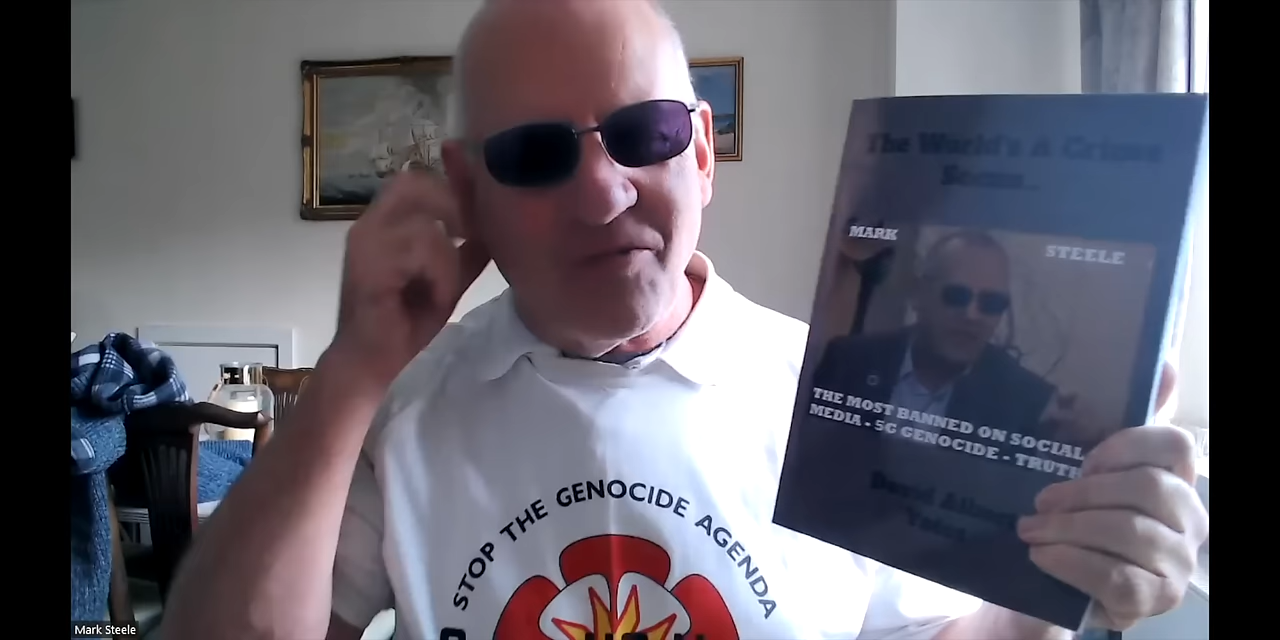 The World's A Crime
Scene...
MARK
STEELE
THE MOST BANNED ON SOCIAL
MEDIA - 5G GENOCIDE - TRUTH
David
STOP THE GENOCIDE AGENDA
Mark Steele